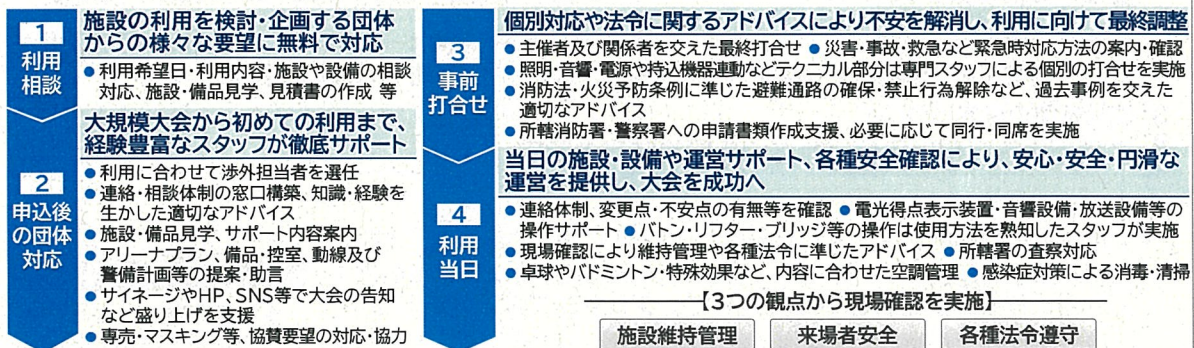 1
利用
相談
施設の利用を検討・企画する団体
からの様々な要望に無料で対応
●利用希望日・利用内容・施設や設備の相談
対応、施設・備品見学、見積書の作成 等
2
申込後
の団体
対応
大規模大会から初めての利用まで、
経験豊富なスタッフが徹底サポート
●利用に合わせて渉外担当者を選任
●連絡・相談体制の窓口構築、知識・経験を
生かした適切なアドバイス
●施設・備品見学、サポート内容案内
●アリーナプラン、備品・控室、動線及び
警備計画等の提案・助言
●サイネージやHP、SNS等で大会の告知
など盛り上げを支援
●専売・マスキング等、協賛要望の対応・協力
3
事前
打合せ
個別対応や法令に関するアドバイスにより不安を解消し、利用に向けて最終調整
●主催者及び関係者を交えた最終打合せ ●災害・事故・救急など緊急時対応方法の案内・確認
●照明・音響・電源や持込機器連動などテクニカル部分は専門スタッフによる個別の打合せを実施
●消防法・火災予防条例に準じた避難通路の確保・禁止行為解除など、過去事例を交えた
適切なアドバイス
●所轄消防署・警察署への申請書類作成支援、必要に応じて同行・同席を実施
4
利用
当日
当日の施設・設備や運営サポート、各種安全確認により、安心・安全・円滑な
運営を提供し、大会を成功へ
●連絡体制、変更点・不安点の有無等を確認 ●電光得点表示装置・音響設備・放送設備等の
操作サポート ●バトン・リフター・ブリッジ等の操作は使用方法を熟知したスタッフが実施
●現場確認により維持管理や各種法令に準じたアドバイス ●所轄署の査察対応
●卓球やバドミントン・特殊効果など、内容に合わせた空調管理 ●感染症対策による消毒・清掃
【3つの観点から現場確認を実施】
施設維持管理 来場者安全 各種法令遵守